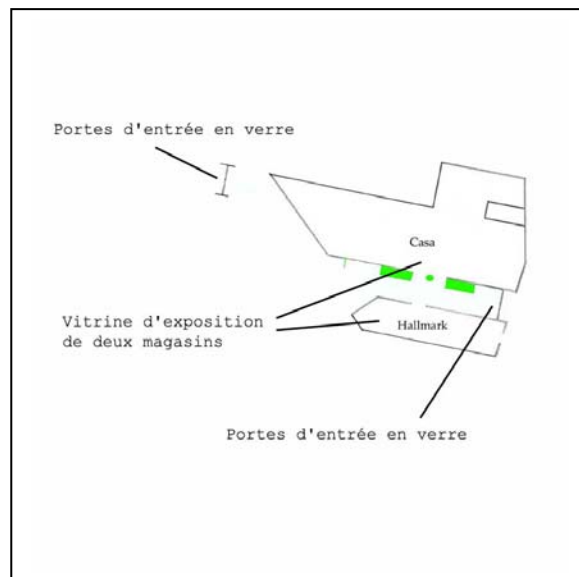 Portes d'entrée en verre
Casa
Vitrine d'exposition
de deux magasins
Hallmark
Portes d'entrée en verre